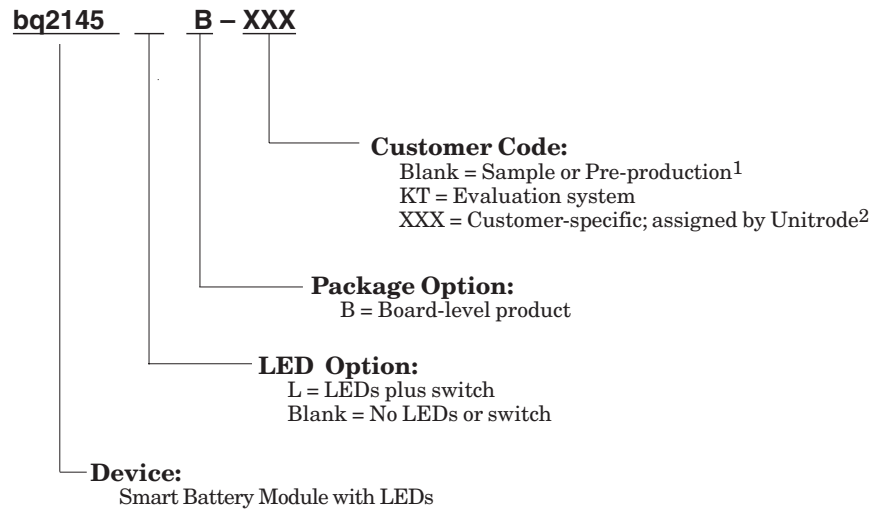 bq2145 B – XXX
Customer Code:
Blank = Sample or Pre-production1
KT = Evaluation system
XXX = Customer-specific; assigned by Unitrode2
Package Option:
B = Board-level product
LED Option:
L = LEDs plus switch
Blank = No LEDs or switch
Device:
Smart Battery Module with LEDs